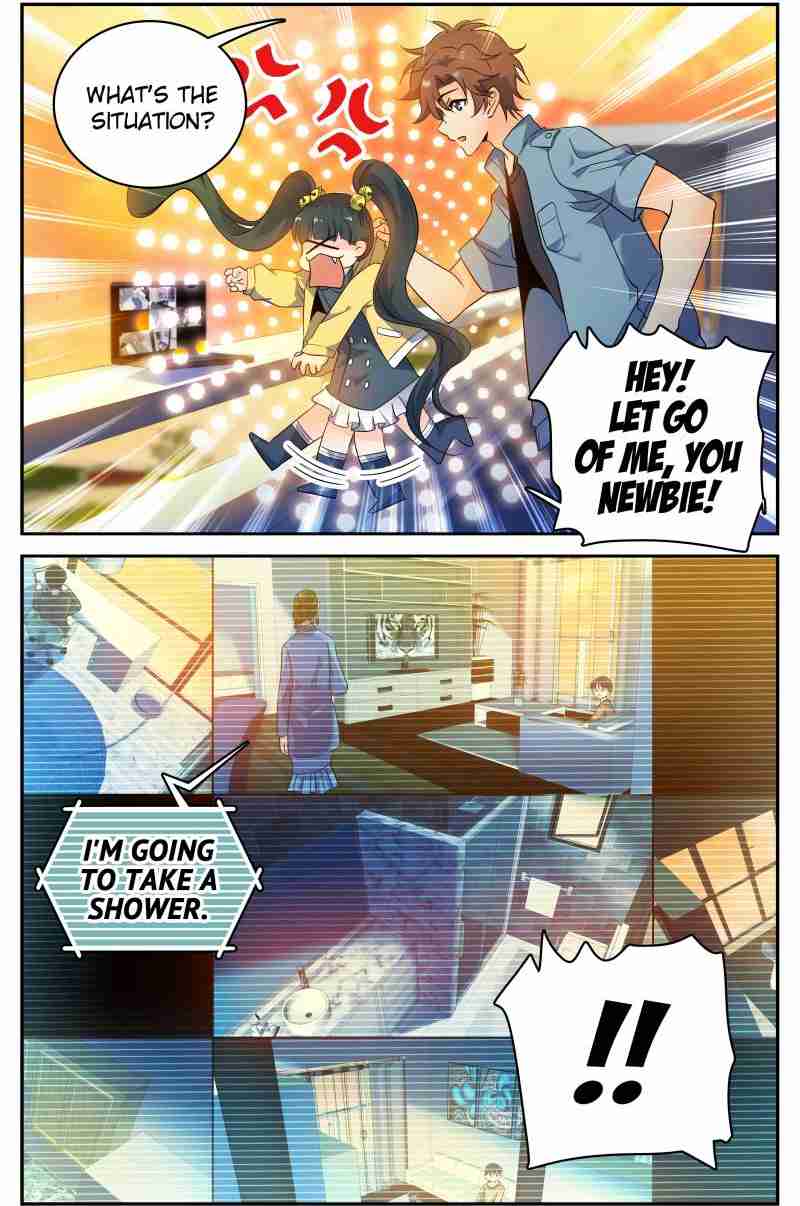 WHAT'S THE
SITUATION?
HEY!
LET GO
OF ME, YOU
NEWBIE!
I'M GOING
TO TAKE A
SHOWER.
!!